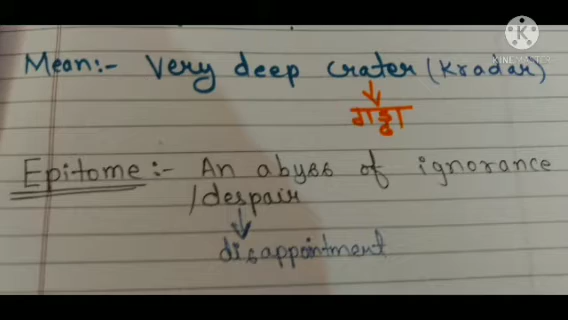 K
KINEMASTER
Mean:- Very deep crater (Kradar)
गड्ढा
Epitome:- An abyss of ignorance
/despair
disappointment